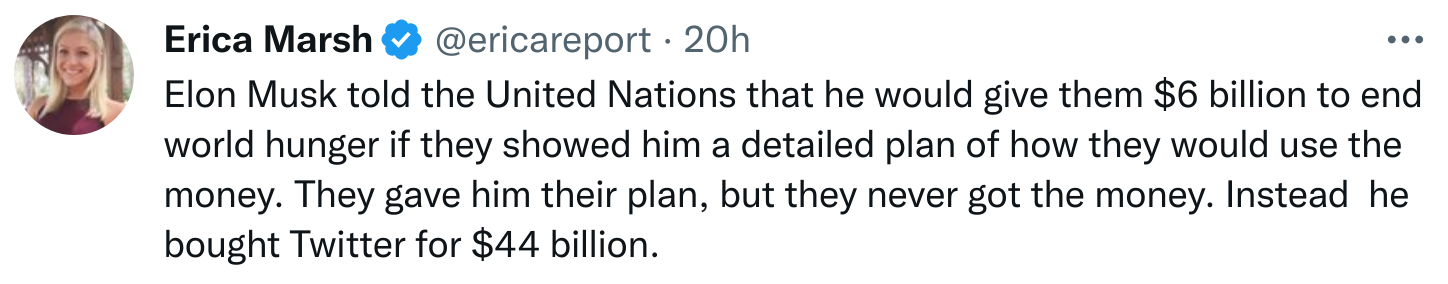 Erica Marsh @ericareport · 20h
Elon Musk told the United Nations that he would give them $6 billion to end
world hunger if they showed him a detailed plan of how they would use the
money. They gave him their plan, but they never got the money. Instead  he
bought Twitter for $44 billion.